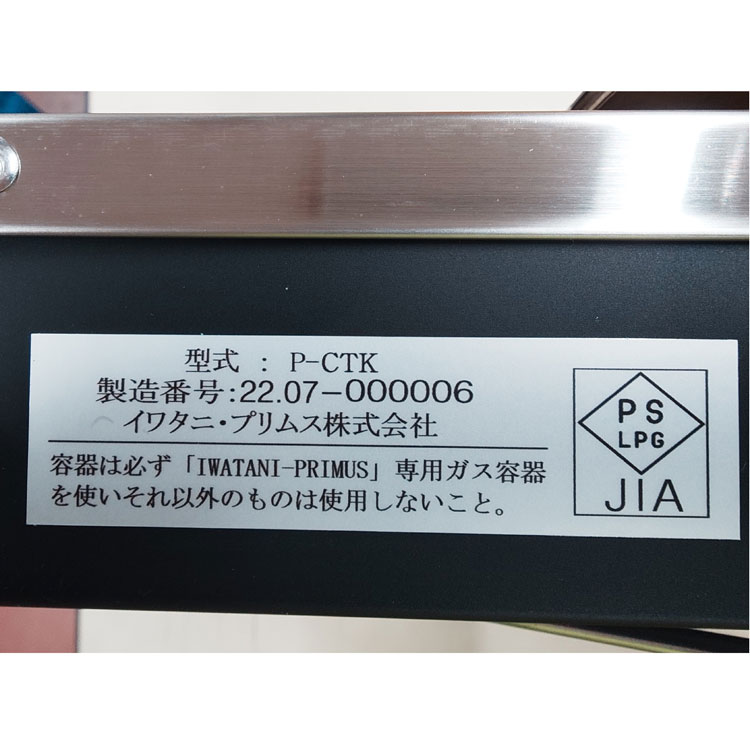 型式 : P-CTK
製造番号:22.07-000006
イワタニ・プリムス株式会社
容器は必ず「IWATANI-PRIMUS」専用ガス容器
を使いそれ以外のものは使用しないこと。
PS
LPG
JIA